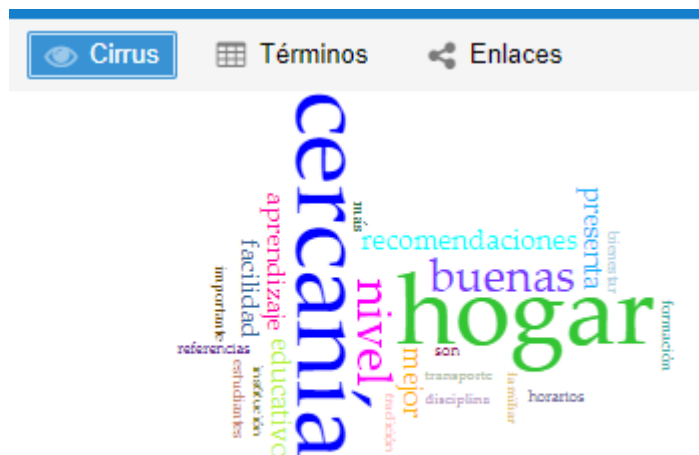 Cirrus Términos Enlaces
cercanía
aprendizaje
más
presenta
recomendaciones
bienestar
facilidad
buenas
importante
nivel
hogar
formación
referencias
educativo
mejor
son
estudiantes
institución
transporte
familiar
tradición
disciplina
horarios